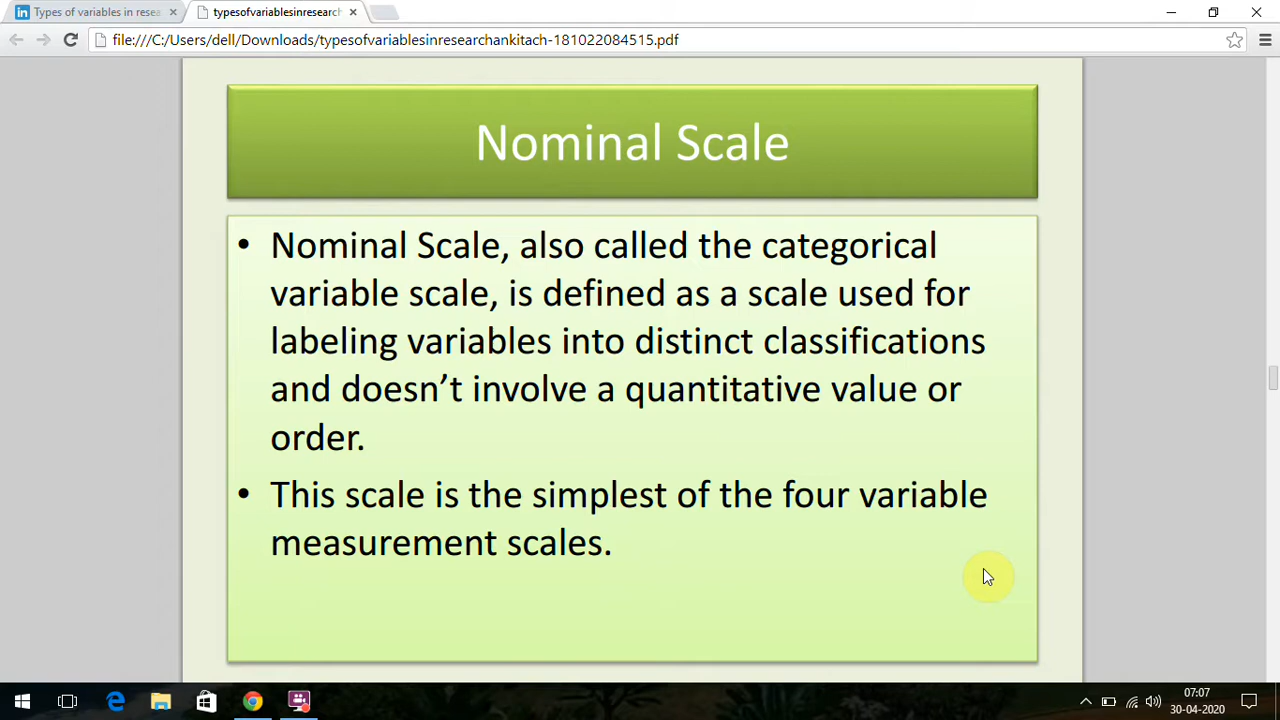 Types of variables in resea
typesofvariablesinresearch
file:///C:/Users/dell/Downloads/typesofvariablesinresearchankitach-181022084515.pdf
Nominal Scale
• Nominal Scale, also called the categorical
variable scale, is defined as a scale used for
labeling variables into distinct classifications
and doesn’t involve a quantitative value or
order.
• This scale is the simplest of the four variable
measurement scales.
07:07
30-04-2020